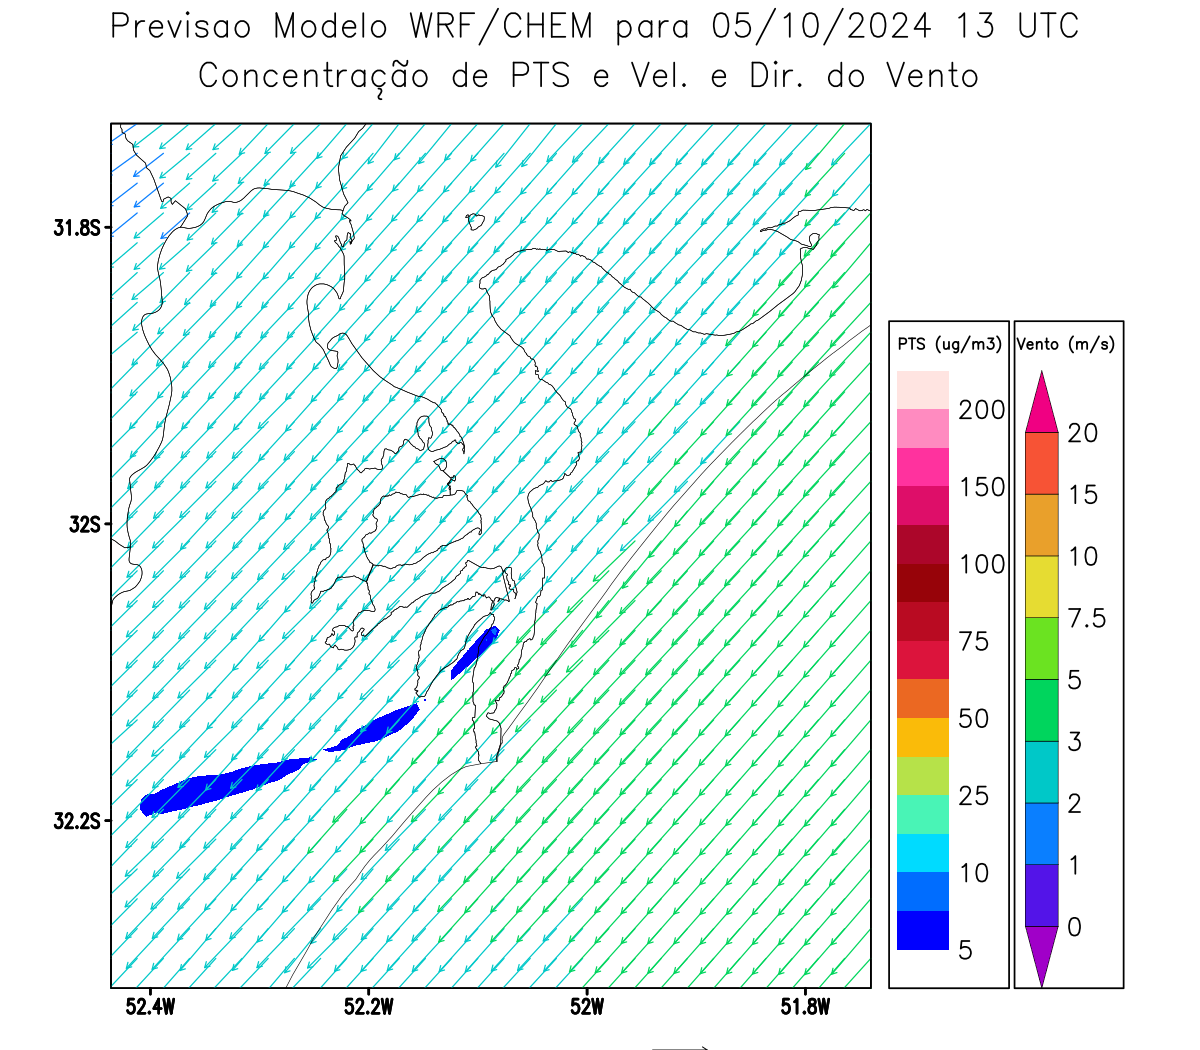 Previsao Modelo WRF/CHEM para 05/10/2024 13 UTC
Concentração de PTS e Vel. e Dir. do Vento
31.8S
32S
32.2S
52.4W 52.2W 52W 51.8W
PTS (ug/m3)
200
150
100
75
50
25
10
5
Vento (m/s)
20
15
10
7.5
5
3
2
1
0